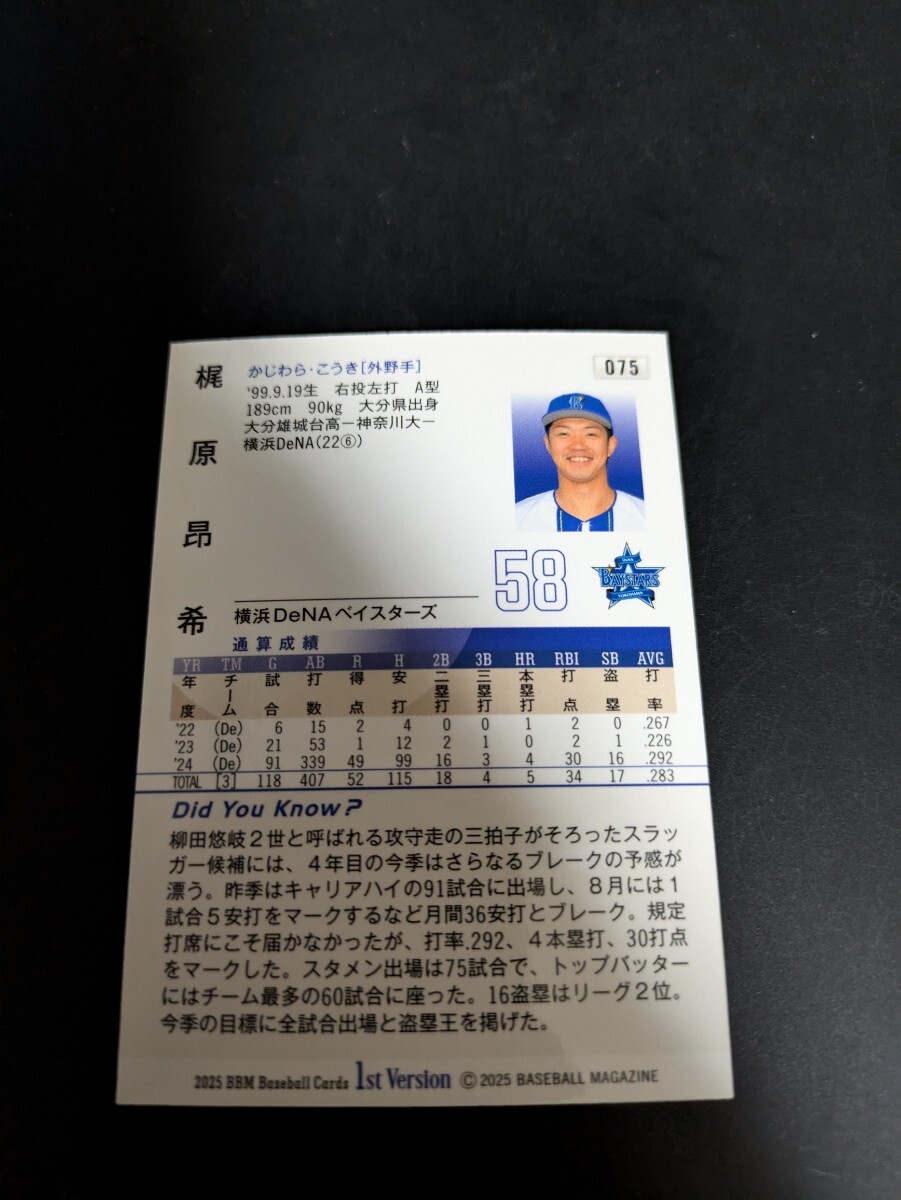 梶原昂希
かじわら・こうき[外野手]
'99.9.19生 右投左打 A型
189cm 90kg 大分県出身
大分雄城台高ー神奈川大ー
横浜DeNA(22⑥)
075
58
DeNA
BAYSTARS
YOKOHAMA
横浜DeNAベイスターズ
通算成績
YR TM G AB R H 2B 3B HR RBI SB AVG
年度 チーム 試合 打数 得点 安打 二塁打 三塁打 本塁打 打点 盗塁 打率
'22 (De) 6 15 2 4 0 0 1 2 0 .267
'23 (De) 21 53 1 12 2 1 0 2 1 .226
'24 (De) 91 339 49 99 16 3 4 30 16 .292
TOTAL [3] 118 407 52 115 18 4 5 34 17 .283
Did You Know?
柳田悠岐2世と呼ばれる攻守走の三拍子がそろったスラッ
ガー候補には、4年目の今季はさらなるブレークの予感が
漂う。昨季はキャリアハイの91試合に出場し、8月には1
試合5安打をマークするなど月間36安打とブレーク。規定
打席にこそ届かなかったが、打率.292、4本塁打、30打点
をマークした。スタメン出場は75試合で、トップバッター
にはチーム最多の60試合に座った。16盗塁はリーグ2位。
今季の目標に全試合出場と盗塁王を掲げた。
2025 BBM Baseball Cards 1st Version Ⓒ2025 BASEBALL MAGAZINE